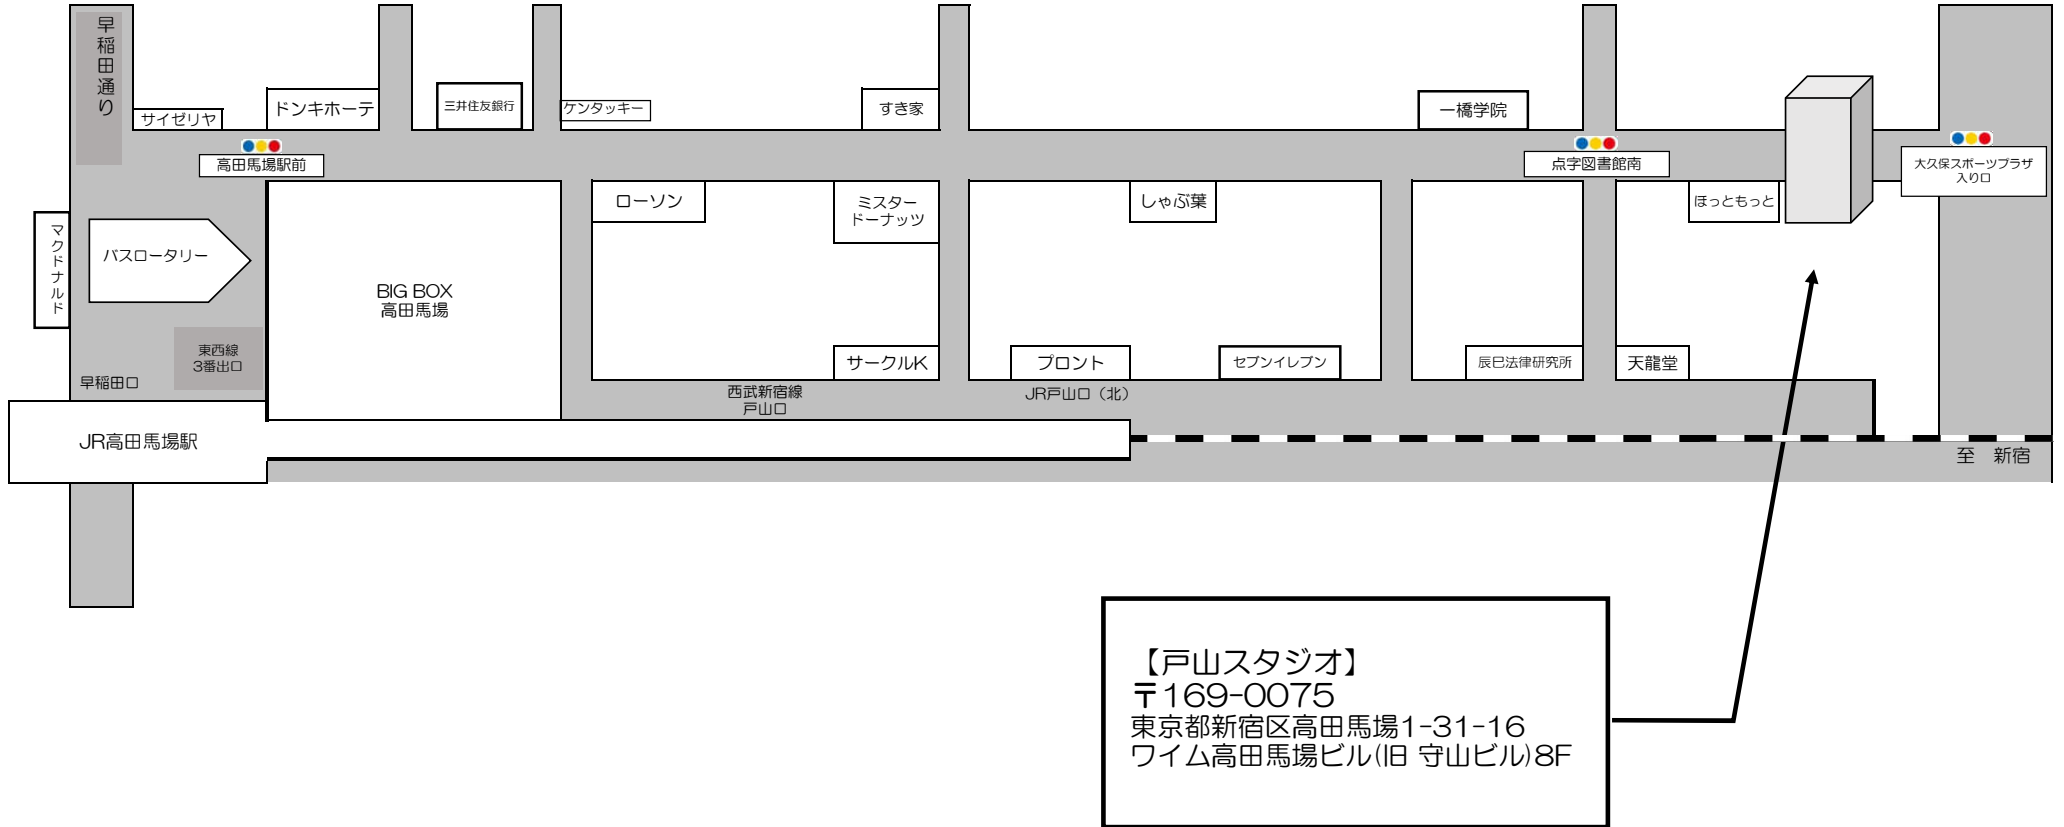 早稲田通り
サイゼリヤ
ドンキホーテ
三井住友銀行
ケンタッキー
すき家
一橋学院
高田馬場駅前
点字図書館南
大久保スポーツプラザ
入り口
マクドナルド
バスロータリー
BIG BOX
高田馬場
ローソン
ミスター
ドーナッツ
しゃぶ葉
ほっともっと
東西線
3番出口
早稲田口
サークルK
プロント
セブンイレブン
辰巳法律研究所
天龍堂
西武新宿線
戸山口
JR戸山口（北）
JR高田馬場駅
至　新宿
【戸山スタジオ】
〒169-0075
東京都新宿区高田馬場1-31-16
ワイム高田馬場ビル(旧 守山ビル)8F